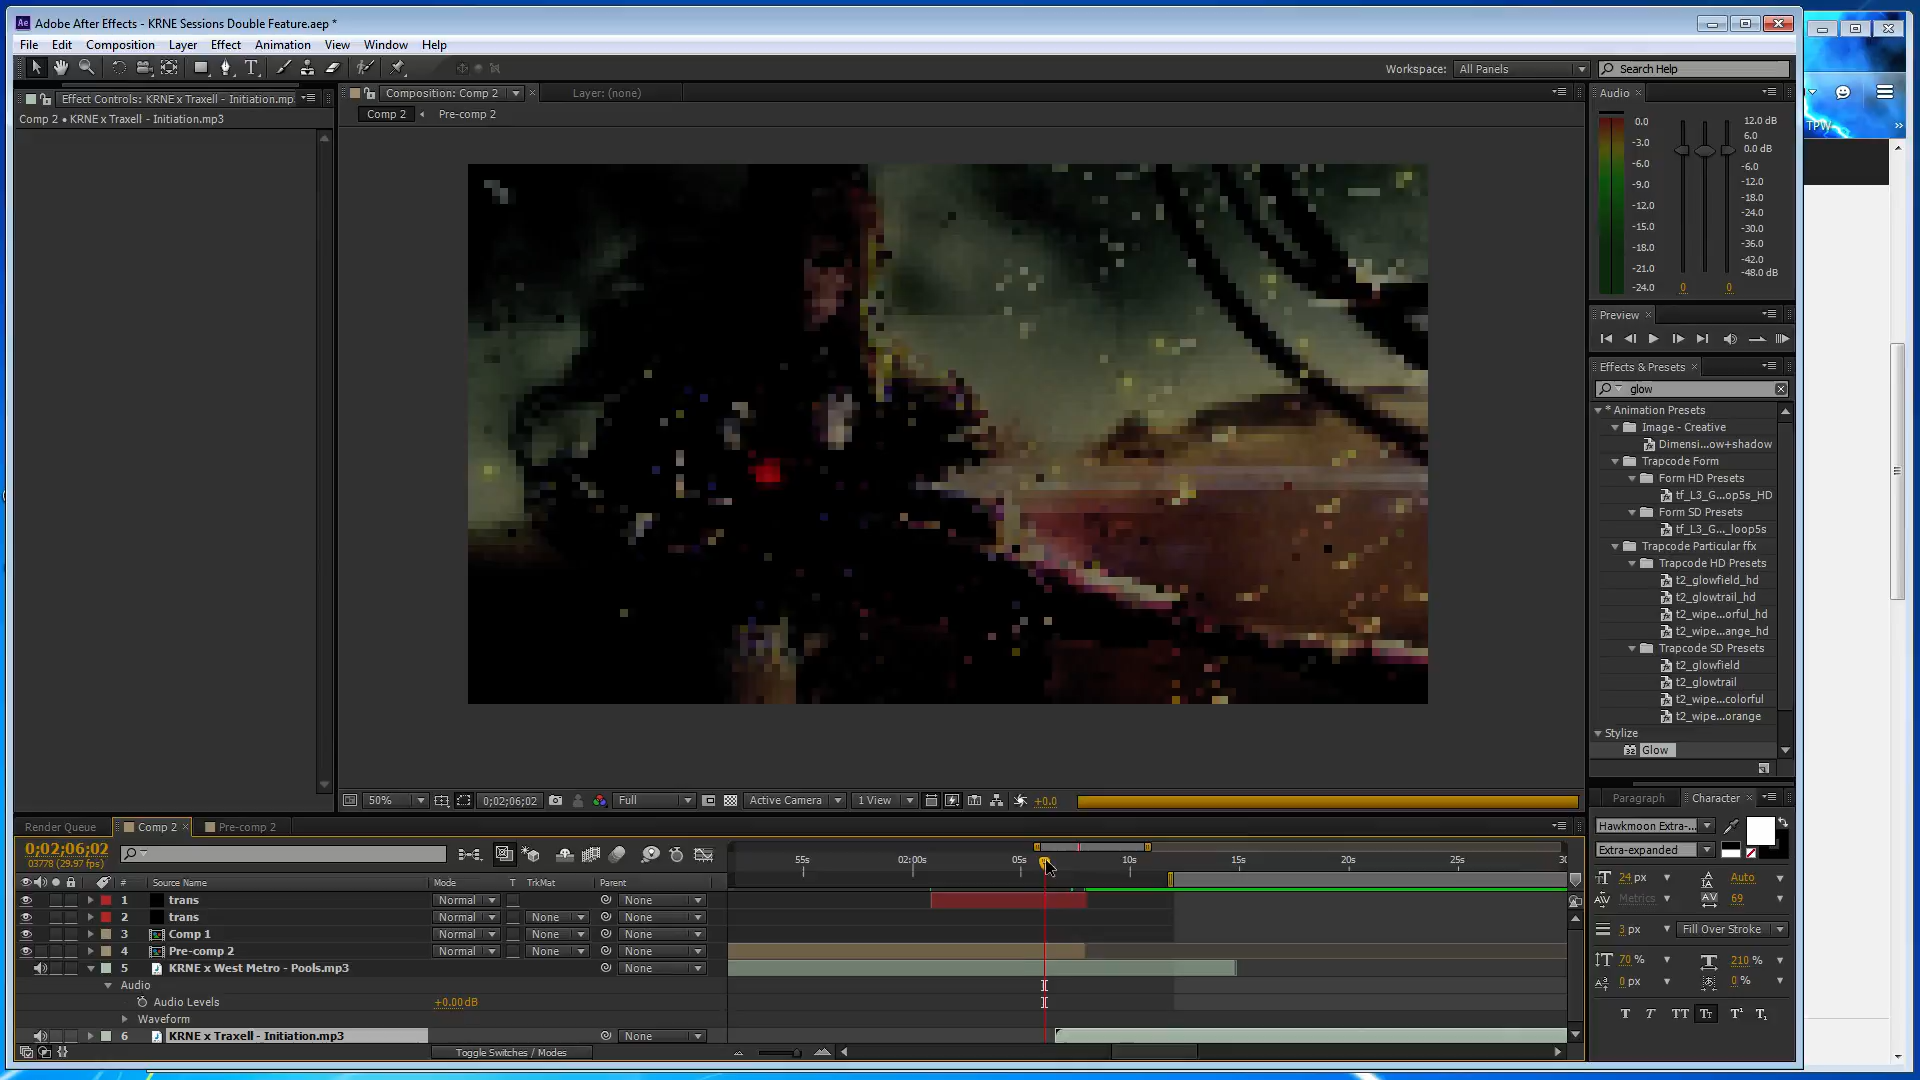 Adobe After Effects - KRNE Sessions Double Feature.aep *
File Edit Composition Layer Effect Animation View Window Help
Workspace: All Panels Search Help
Effect Controls: KRNE x Traxell - Initiation.mp
Comp 2 • KRNE x Traxell - Initiation.mp3
Composition: Comp 2
Layer: (none)
Comp 2 Pre-comp 2
Audio
0.0
-3.0
-6.0
-9.0
-12.0
-15.0
-18.0
-21.0
-24.0
12.0 dB
6.0
0.0 dB
-6.0
-12.0
-18.0
-24.0
-30.0
-36.0
-42.0
-48.0 dB
0 0
TPW
Preview
Effects & Presets
glow
* Animation Presets
Image - Creative
Dimensi...ow+shadow
Trapcode Form
Form HD Presets
tf_L3_G...op5s_HD
Form SD Presets
tf_L3_G..._loop5s
Trapcode Particular ffx
Trapcode HD Presets
t2_glowfield_hd
t2_glowtrail_hd
t2_wipe...orful_hd
t2_wipe...ange_hd
Trapcode SD Presets
t2_glowfield
t2_glowtrail
t2_wipe...colorful
t2_wipe...orange
Stylize
32 Glow
50% 0;02;06;02 Full Active Camera 1 View +0.0
Paragraph Character
Hawkmoon Extra-...
Extra-expanded
24 px Auto
Metrics 69
3 px Fill Over Stroke
70 % 210 %
0 px 0 %
T T TT Tt T¹ T₁
Render Queue Comp 2 Pre-comp 2
0;02;06;02
03778 (29.97 fps)
55s 02:00s 05s 10s 15s 20s 25s 30
# Source Name Mode T TrkMat Parent
1 trans Normal None
2 trans Normal None None
3 Comp 1 Normal None None
4 Pre-comp 2 Normal None None
5 KRNE x West Metro - Pools.mp3 None
Audio
Audio Levels +0.00dB
Waveform
6 KRNE x Traxell - Initiation.mp3 None
Toggle Switches / Modes